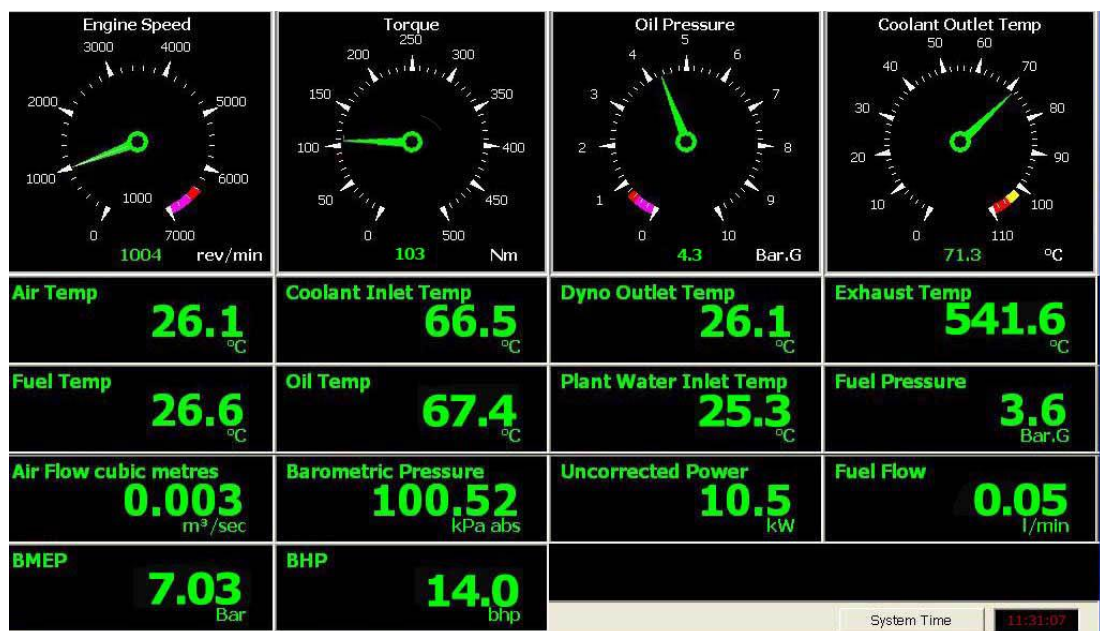 Engine Speed
3000 4000
2000 5000
1000 6000
1000
0 7000
1004 rev/min
Torque
250
200 300
150 350
100 400
50 450
0 500
103 Nm
Oil Pressure
5
4 6
3 7
2 8
1 9
0 10
4.3 Bar.G
Coolant Outlet Temp
50 60
40 70
30 80
20 90
10 100
0 110
71.3 °C
Air Temp
26.1
°C
Coolant Inlet Temp
66.5
°C
Dyno Outlet Temp
26.1
°C
Exhaust Temp
541.6
°C
Fuel Temp
26.6
°C
Oil Temp
67.4
°C
Plant Water Inlet Temp
25.3
°C
Fuel Pressure
3.6
Bar.G
Air Flow cubic metres
0.003
m³/sec
Barometric Pressure
100.52
kPa abs
Uncorrected Power
10.5
kW
Fuel Flow
0.05
l/min
BMEP
7.03
Bar
BHP
14.0
bhp
System Time 11:31:07